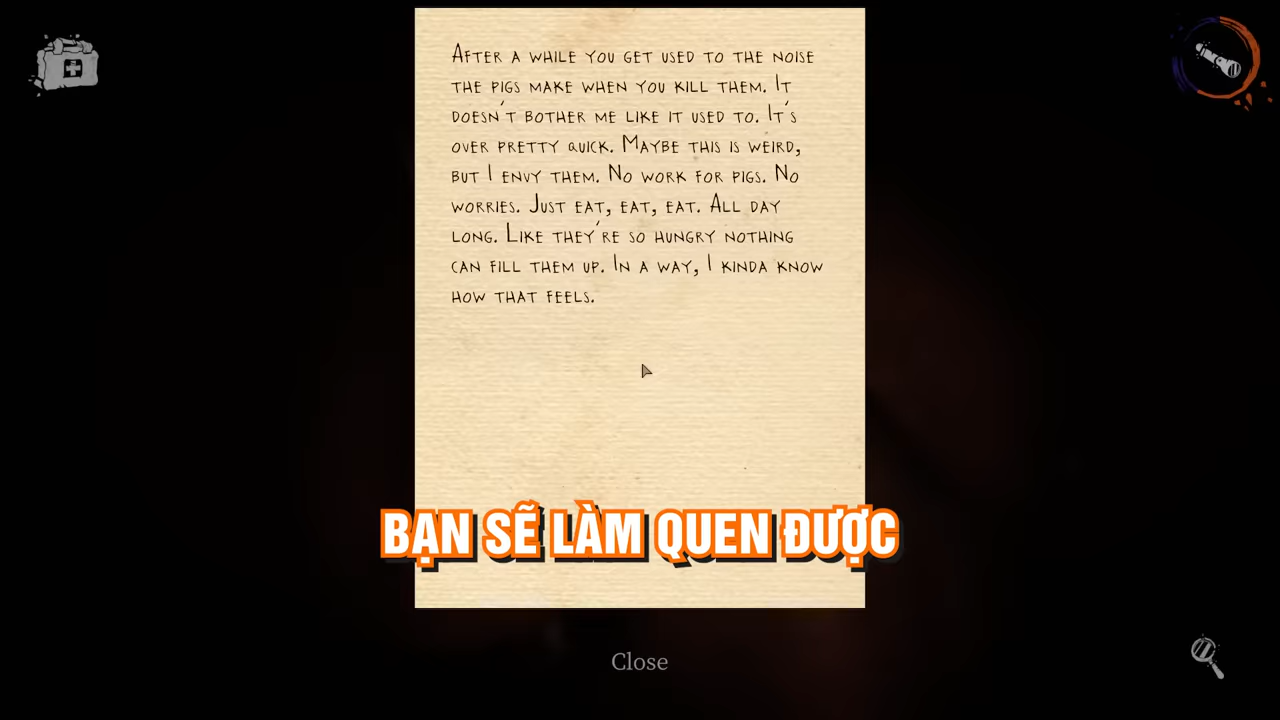 After a while you get used to the noise
the pigs make when you kill them. It
doesn't bother me like it used to. It's
over pretty quick. Maybe this is weird,
but I envy them. No work for pigs. No
worries. Just eat, eat, eat. All day
long. Like they're so hungry nothing
can fill them up. In a way, I kinda know
how that feels.
BẠN SẼ LÀM QUEN ĐƯỢC
Close